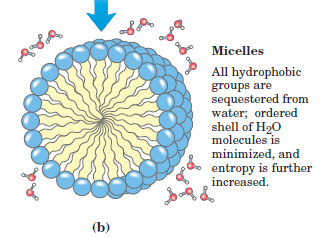 Micelles
All hydrophobic
groups are
sequestered from
water; ordered
shell of H₂O
molecules is
minimized, and
entropy is further
increased.
(b)